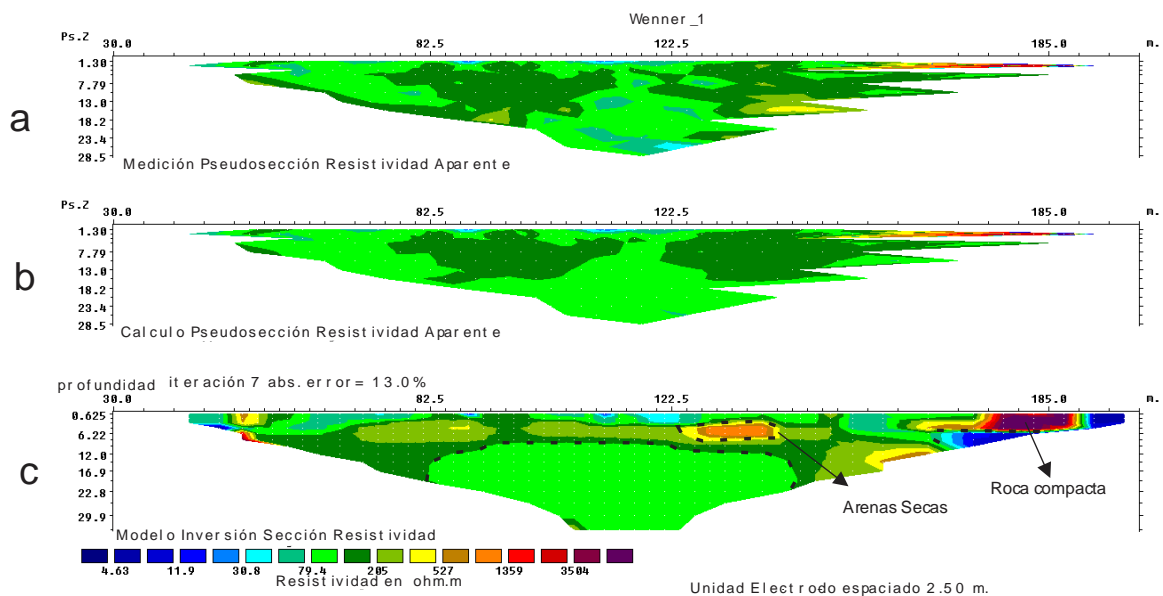 Wenner_1
Ps.Z 30.0 82.5 122.5 185.0 m.
1.30
7.79
13.0
18.2
23.4
28.5
a
Medición Pseudosección Resistividad Aparente
Ps.Z 30.0 82.5 122.5 185.0 m.
1.30
7.79
13.0
18.2
23.4
28.5
b
Calculo Pseudosección Resistividad Aparente
profundidad iteración 7 abs. error = 13.0%
30.0 82.5 122.5 185.0 m.
0.625
6.22
12.0
16.9
22.8
29.9
c
Arenas Secas
Roca compacta
Modelo Inversión Sección Resistividad
4.63 11.9 30.8 79.4 205 527 1359 3504
Resistividad en ohm.m
Unidad Electrodo espaciado 2.50 m.